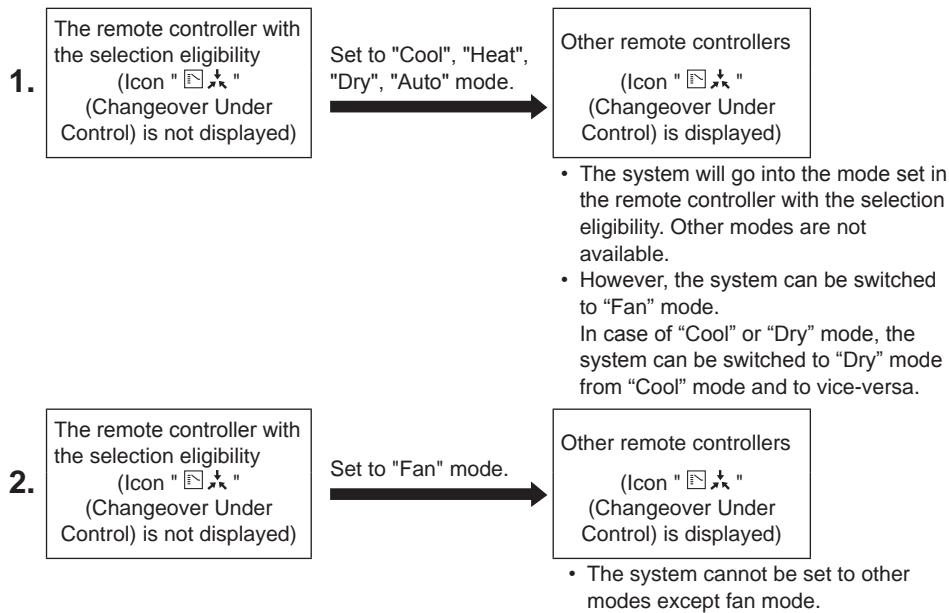 1.
The remote controller with
the selection eligibility
(Icon " "
(Changeover Under
Control) is not displayed)
Set to "Cool", "Heat",
"Dry", "Auto" mode.
Other remote controllers
(Icon " "
(Changeover Under
Control) is displayed)
• The system will go into the mode set in
the remote controller with the selection
eligibility. Other modes are not
available.
• However, the system can be switched
to “Fan” mode.
In case of “Cool” or “Dry” mode, the
system can be switched to “Dry” mode
from “Cool” mode and to vice-versa.
2.
The remote controller with
the selection eligibility
(Icon " "
(Changeover Under
Control) is not displayed)
Set to "Fan" mode.
Other remote controllers
(Icon " "
(Changeover Under
Control) is displayed)
• The system cannot be set to other
modes except fan mode.